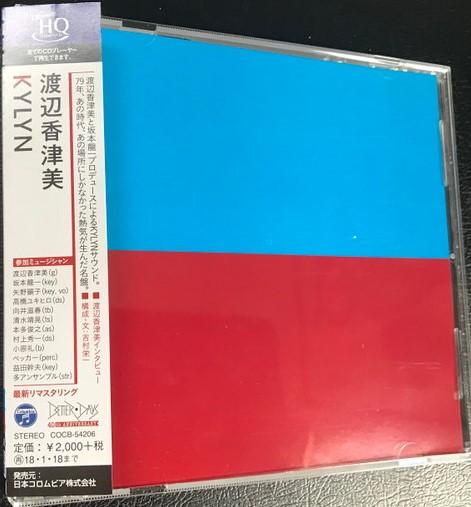 HQ
全てのCDプレーヤー
で再生できます。
渡辺香津美
KYLYN
渡辺香津美と坂本龍一プロデュースによるKYLYNサウンド。
79年、あの時代、あの場所にしかなかった熱気が生んだ名盤。
■ 渡辺香津美インタビュー
■ 構成・文:吉村栄一
参加ミュージシャン
渡辺香津美(g)
坂本龍一(key)
矢野顕子(key, vo)
高橋ユキヒロ(ds)
向井滋春(tb)
清水靖晃(ts)
本多俊之(as)
村上秀一(ds)
小原礼(b)
ペッカー(perc)
益田幹夫(key)
多アンサンブル(str)
最新リマスタリング
Columbia
BETTER DAYS
40th ANNIVERSARY
STEREO COCB-54206
定価:￥2,000+税
再18・1・18まで
発売元:
日本コロムビア株式会社